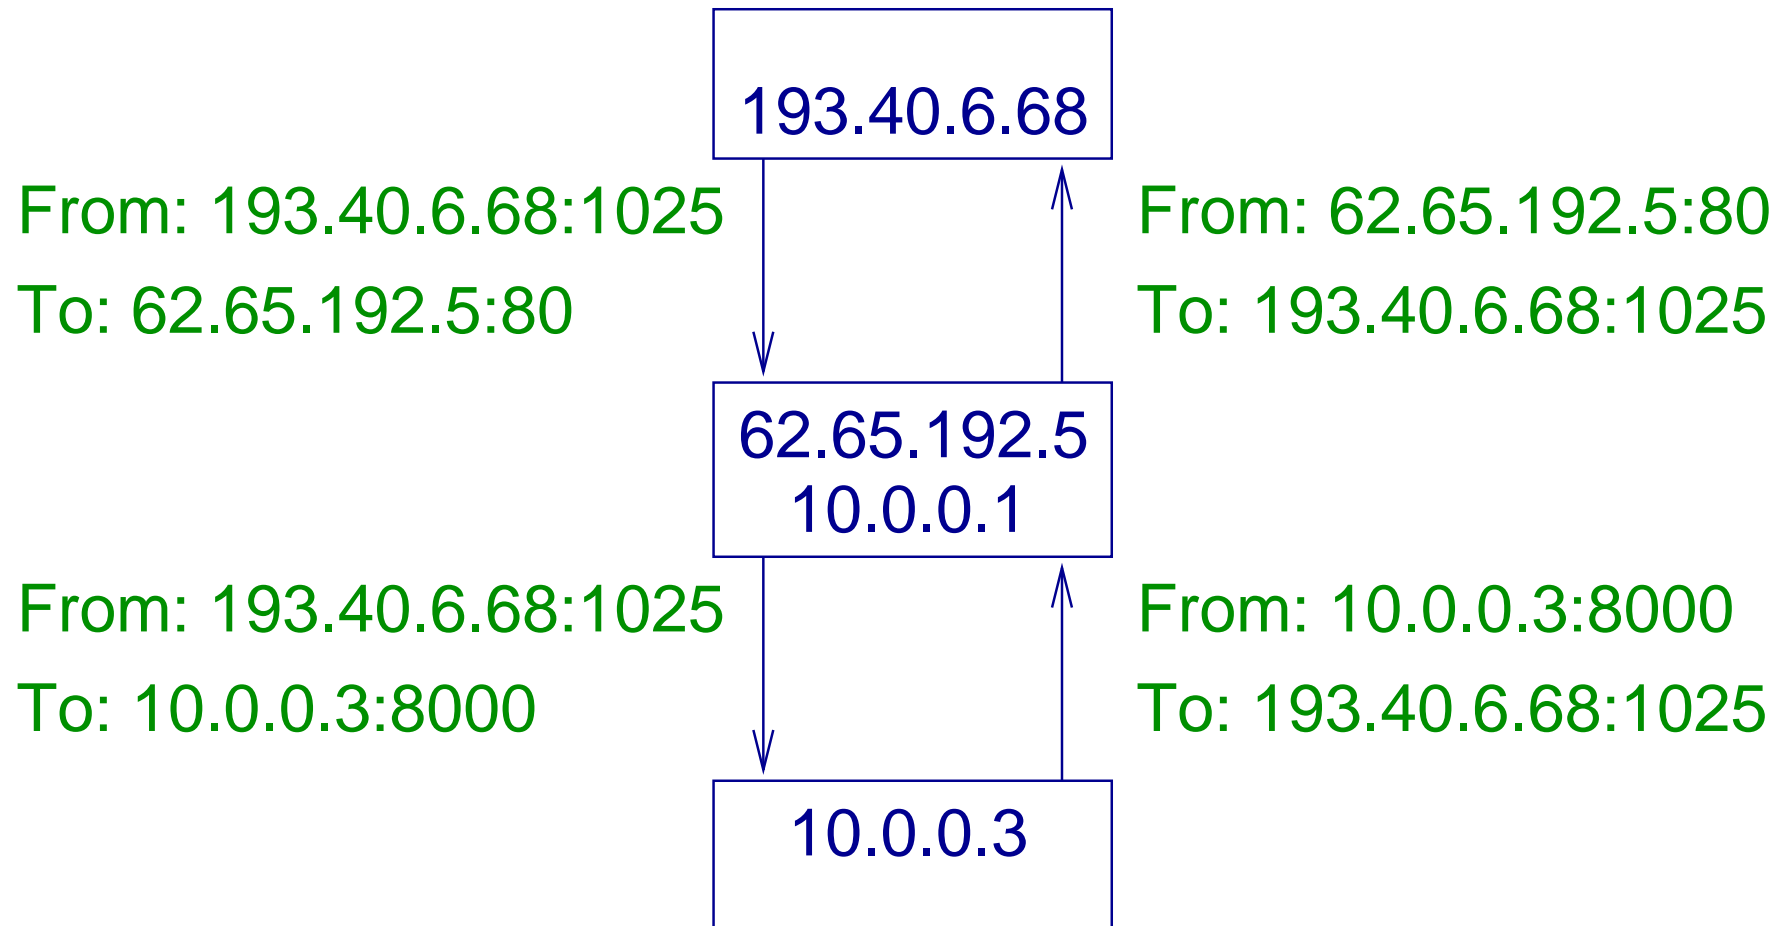 193.40.6.68
From: 193.40.6.68:1025
To: 62.65.192.5:80
From: 62.65.192.5:80
To: 193.40.6.68:1025
62.65.192.5
10.0.0.1
From: 193.40.6.68:1025
To: 10.0.0.3:8000
From: 10.0.0.3:8000
To: 193.40.6.68:1025
10.0.0.3